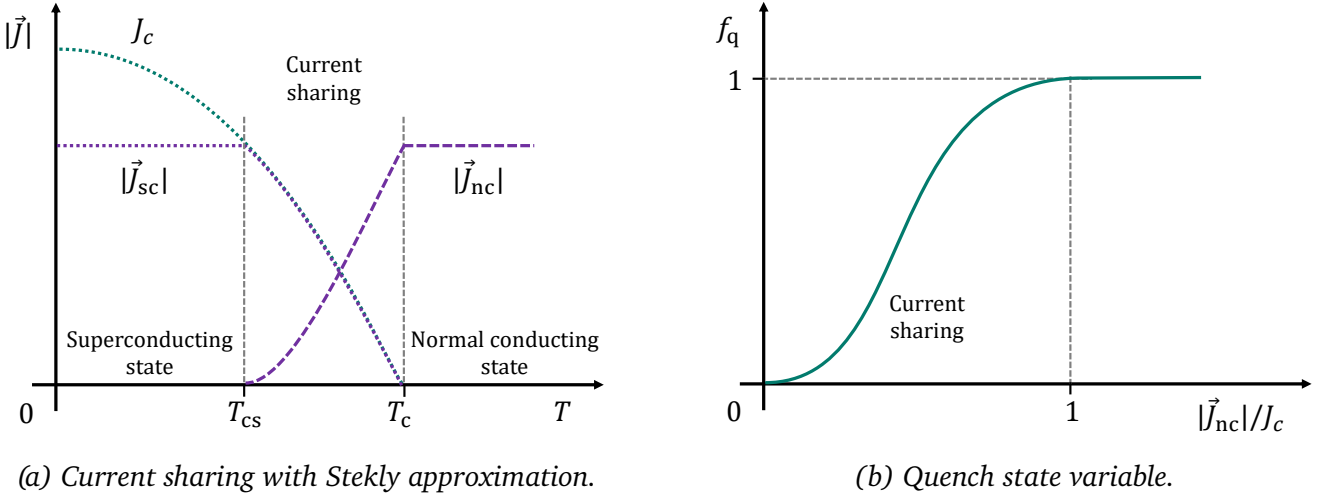 |J⃗|
J_c
Current
sharing
|J⃗_sc|
|J⃗_nc|
Superconducting
state
Normal conducting
state
0
T_cs
T_c
T
(a) Current sharing with Stekly approximation.
f_q
1
Current
sharing
0
1
|J⃗_nc|/J_c
(b) Quench state variable.